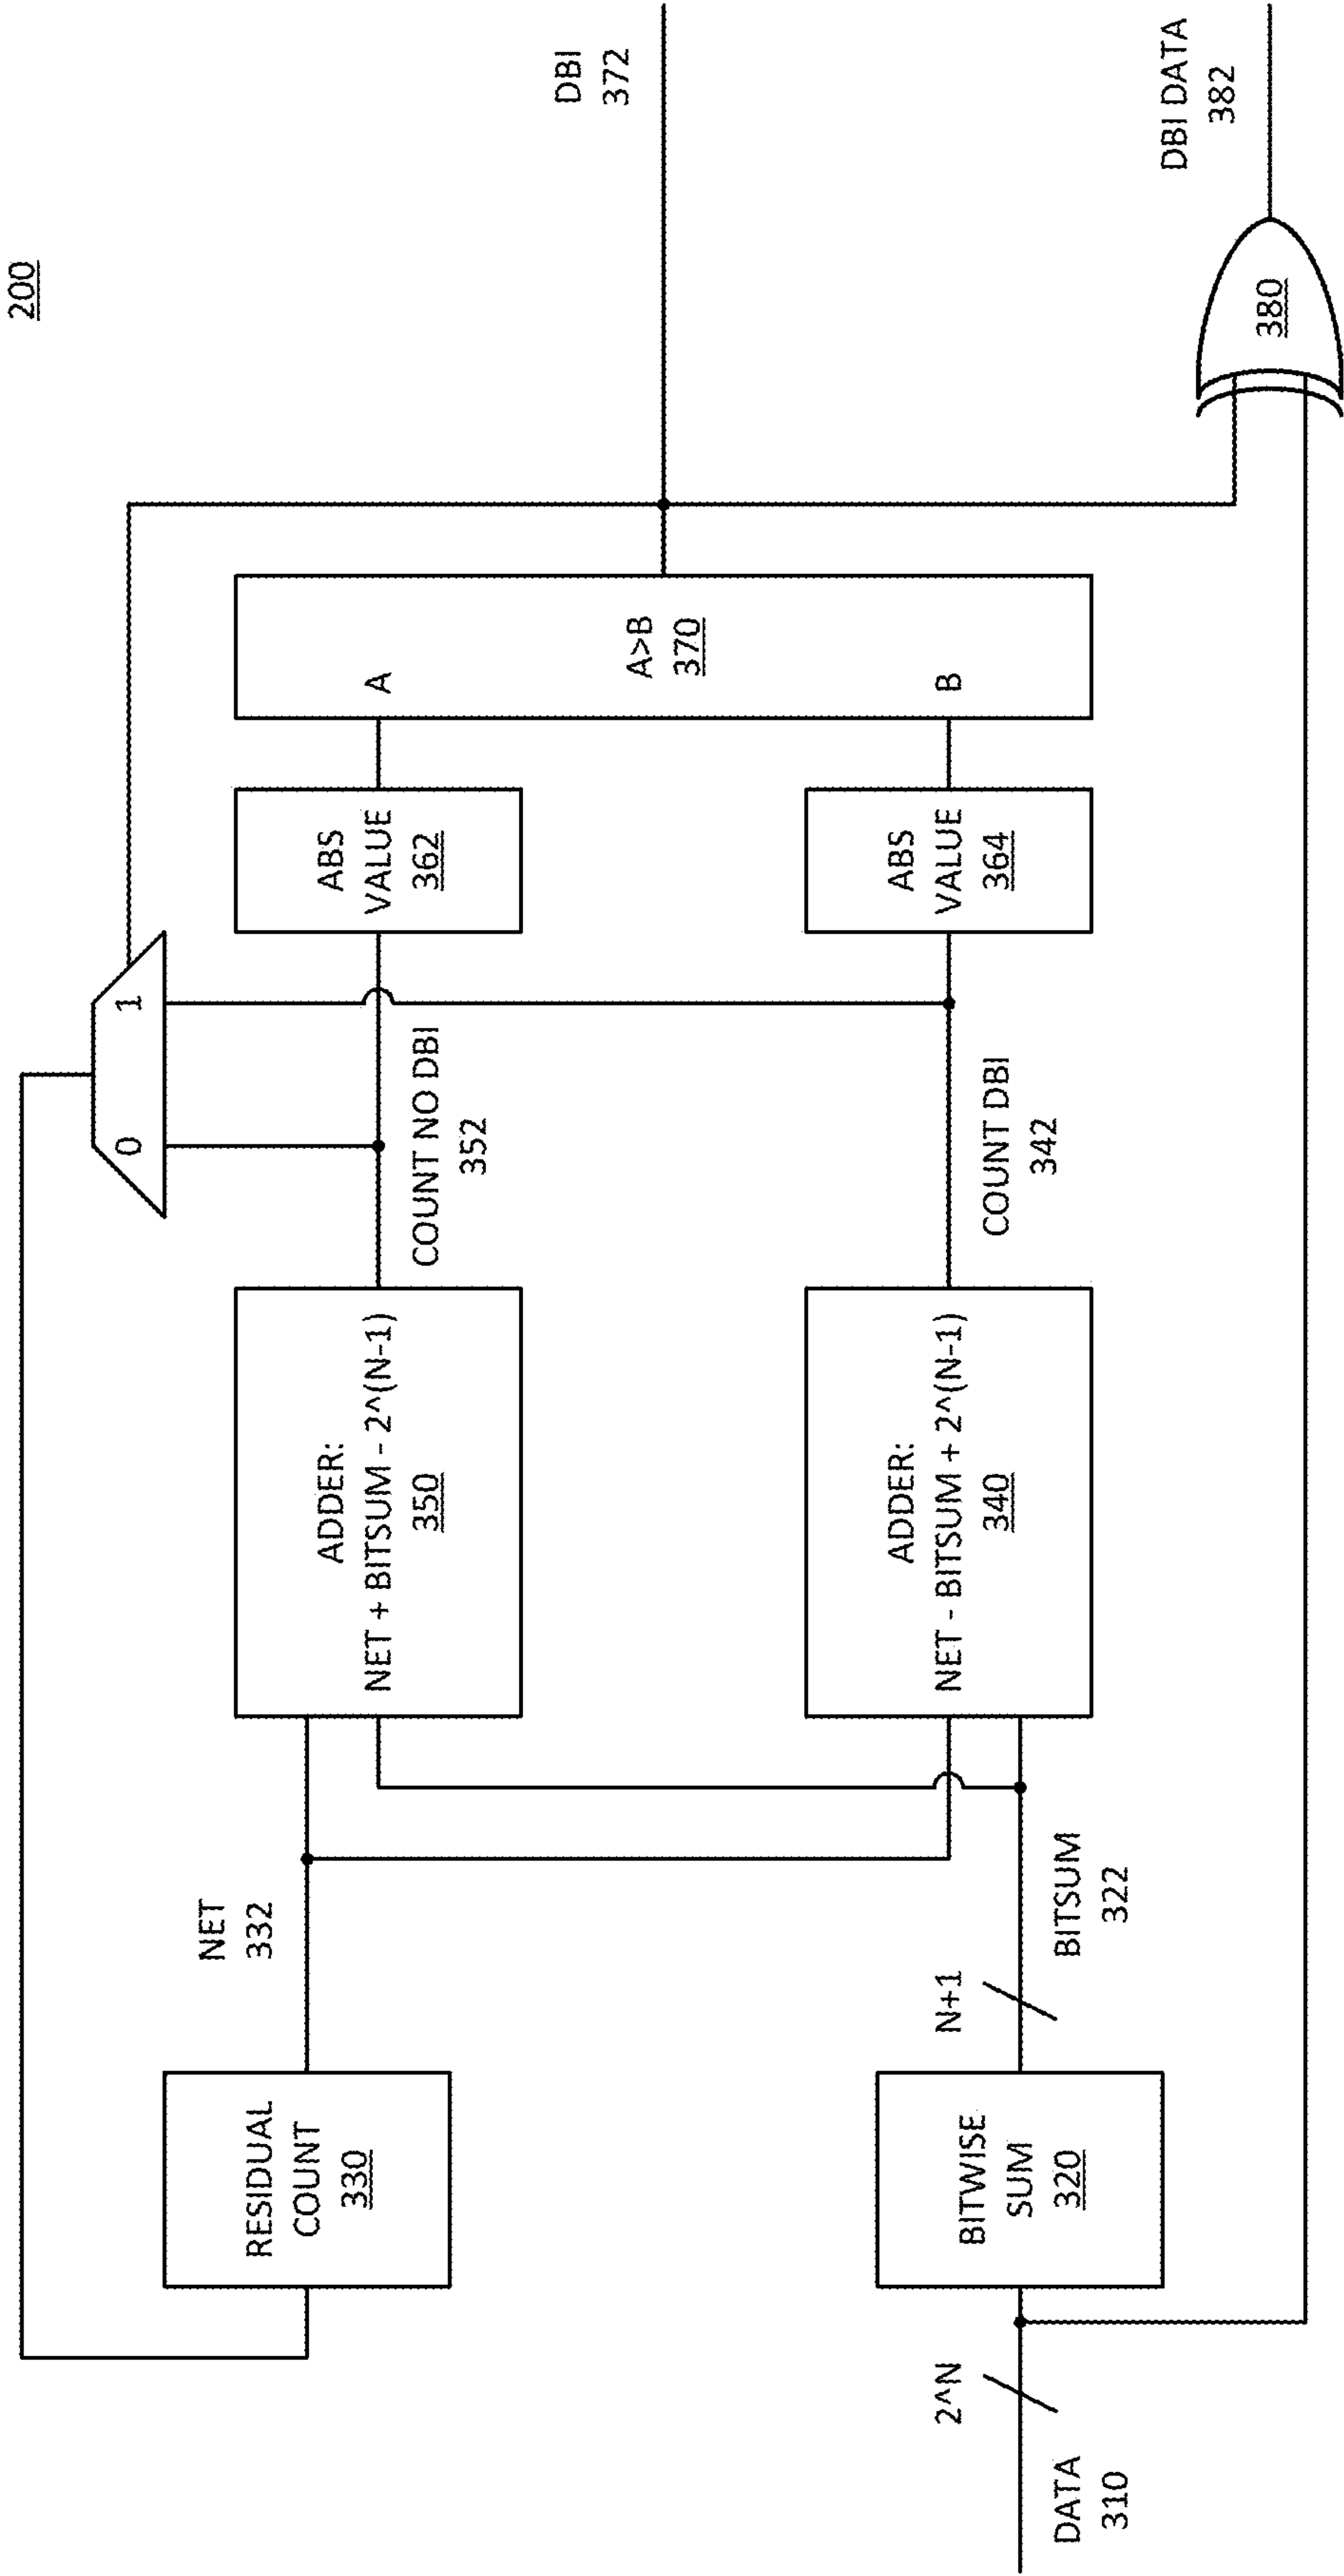 200
RESIDUAL
COUNT
330
NET
332
ADDER:
NET + BITSUM - 2^(N-1)
350
0
1
COUNT NO DBI
352
ABS
VALUE
362
A
A>B
370
B
DBI
372
DATA
310
2^N
BITWISE
SUM
320
N+1
BITSUM
322
ADDER:
NET - BITSUM + 2^(N-1)
340
COUNT DBI
342
ABS
VALUE
364
380
DBI DATA
382